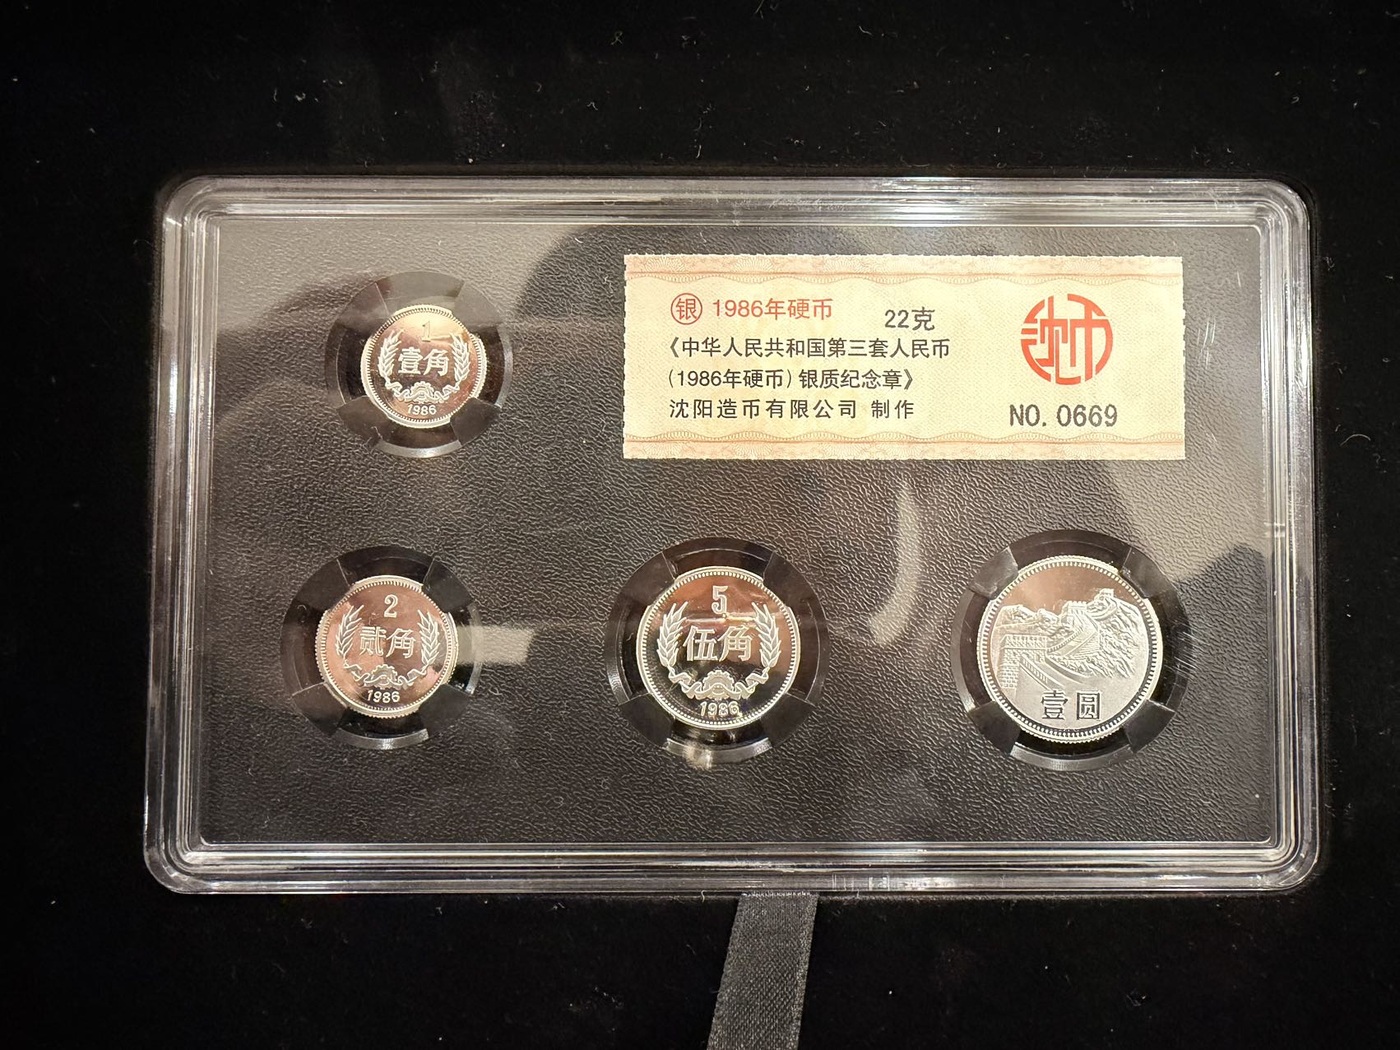 1
壹角
1986
银 1986年硬币 22克
《中华人民共和国第三套人民币
(1986年硬币) 银质纪念章》
沈阳造币有限公司 制作
沈币
NO. 0669
2
贰角
1986
5
伍角
1986
壹圆